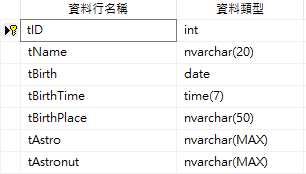 資料行名稱 資料類型
tID int
tName nvarchar(20)
tBirth date
tBirthTime time(7)
tBirthPlace nvarchar(50)
tAstro nvarchar(MAX)
tAstronut nvarchar(MAX)